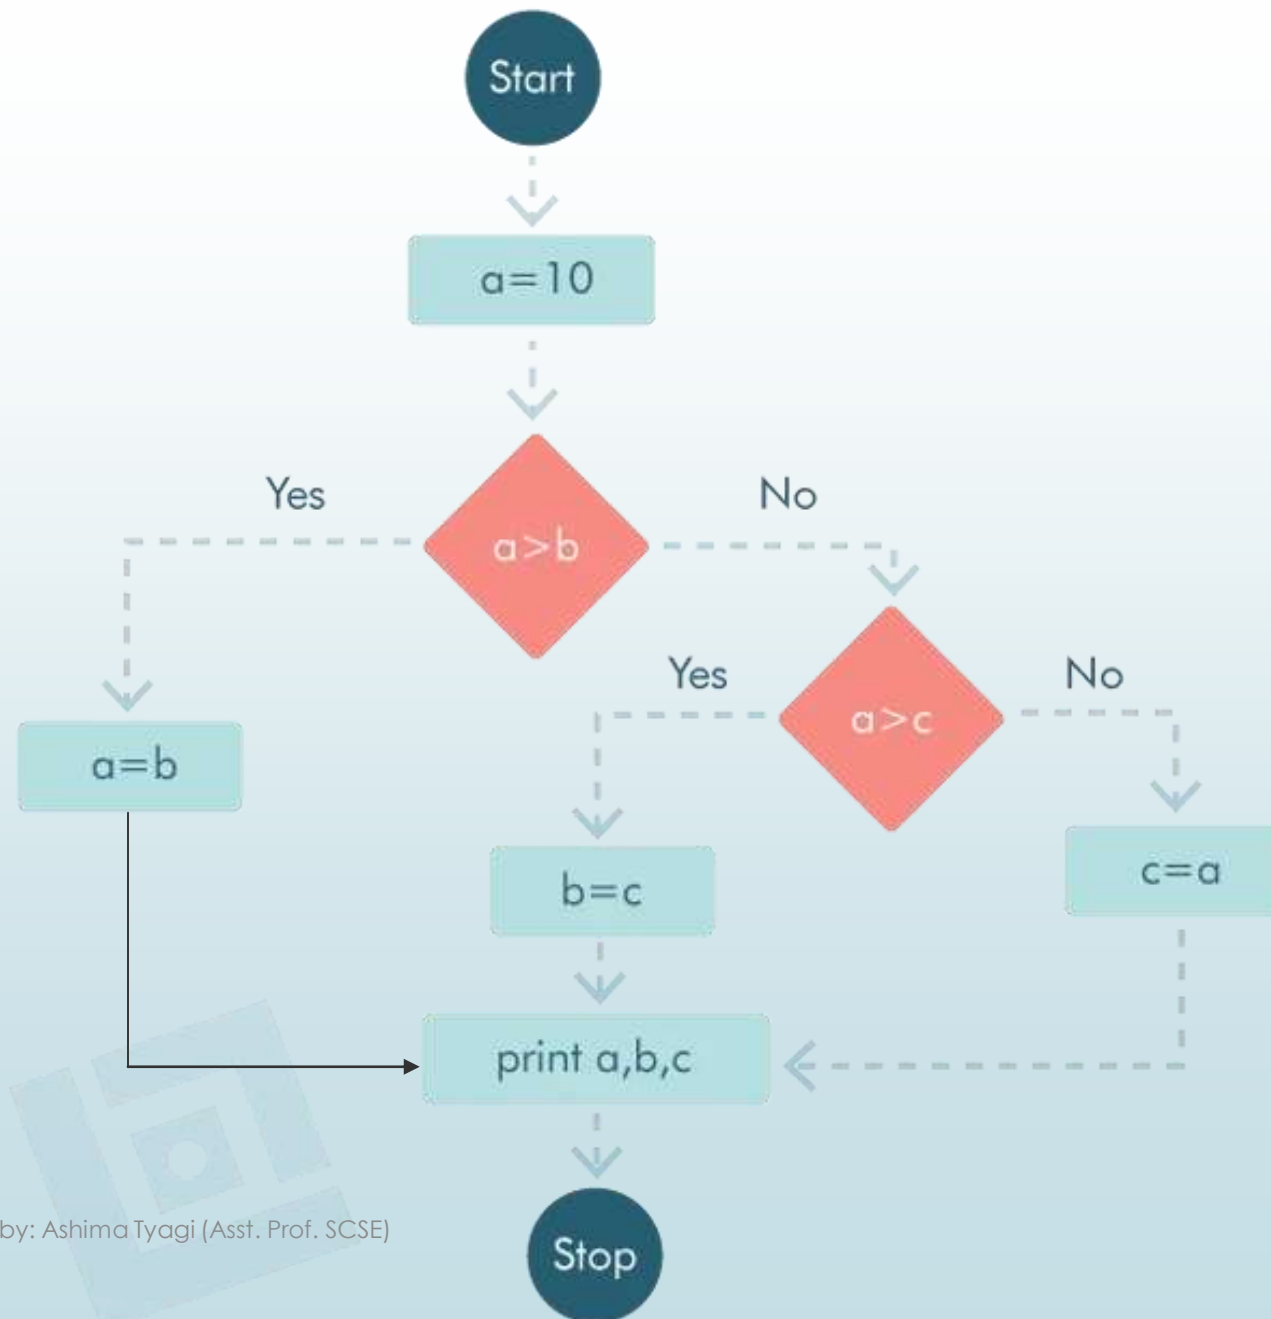 Start
a=10
Yes
No
a>b
Yes
No
a>c
a=b
c=a
b=c
print a,b,c
by: Ashima Tyagi (Asst. Prof. SCSE)
Stop